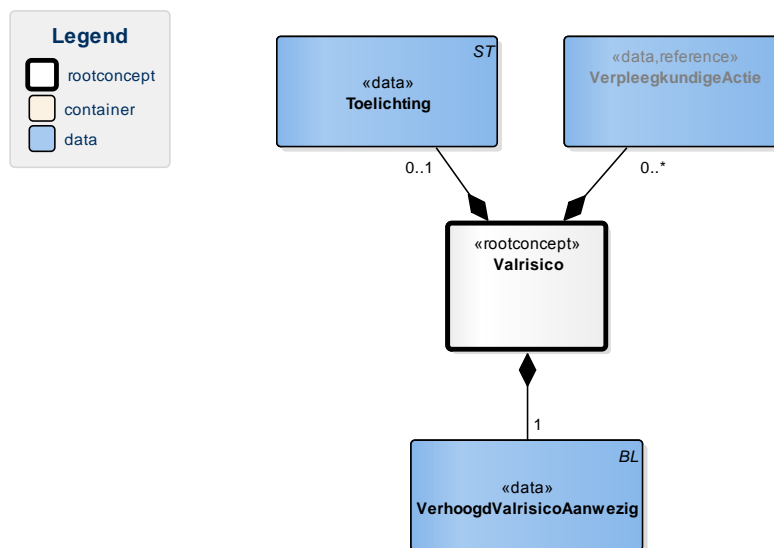 Legend
rootconcept
container
data
ST
«data»
Toelichting
«data,reference»
VerpleegkundigeActie
0..1
0..*
«rootconcept»
Valrisico
1
BL
«data»
VerhoogdValrisicoAanwezig